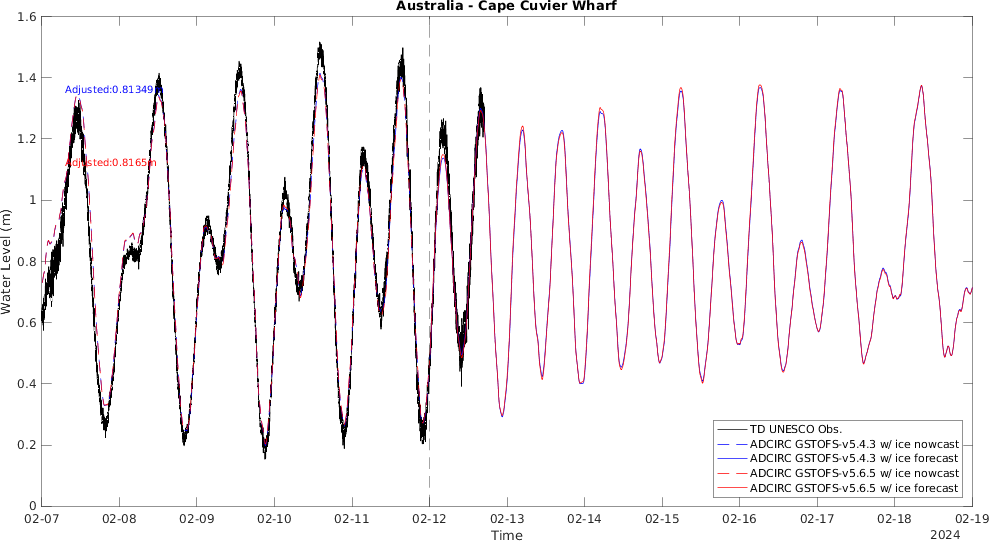 Australia - Cape Cuvier Wharf
Water Level (m)
1.6
1.4
1.2
1
0.8
0.6
0.4
0.2
0
Adjusted:0.81349
Adjusted:0.8165m
TD UNESCO Obs.
ADCIRC GSTOFS-v5.4.3 w/ ice nowcast
ADCIRC GSTOFS-v5.4.3 w/ ice forecast
ADCIRC GSTOFS-v5.6.5 w/ ice nowcast
ADCIRC GSTOFS-v5.6.5 w/ ice forecast
02-07 02-08 02-09 02-10 02-11 02-12 02-13 02-14 02-15 02-16 02-17 02-18 02-19
Time
2024